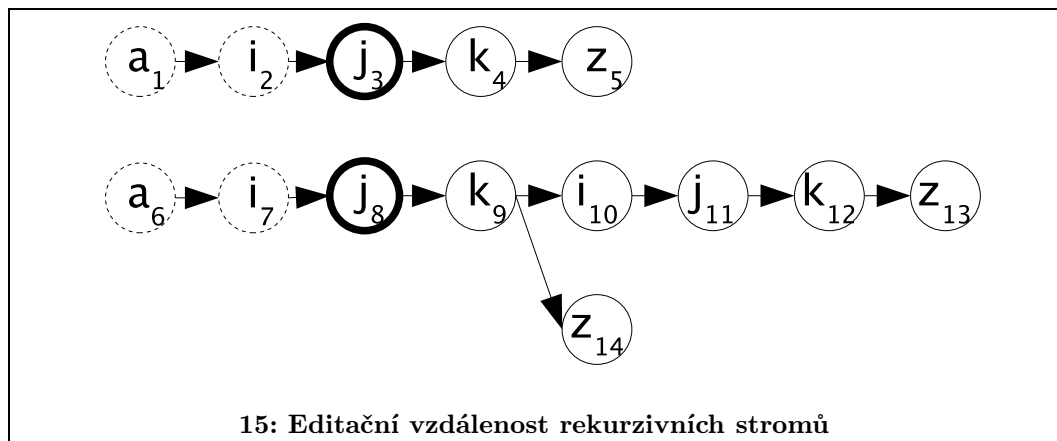 a1 i2 j3 k4 z5
a6 i7 j8 k9 i10 j11 k12 z13
z14
15: Editační vzdálenost rekurzivních stromů